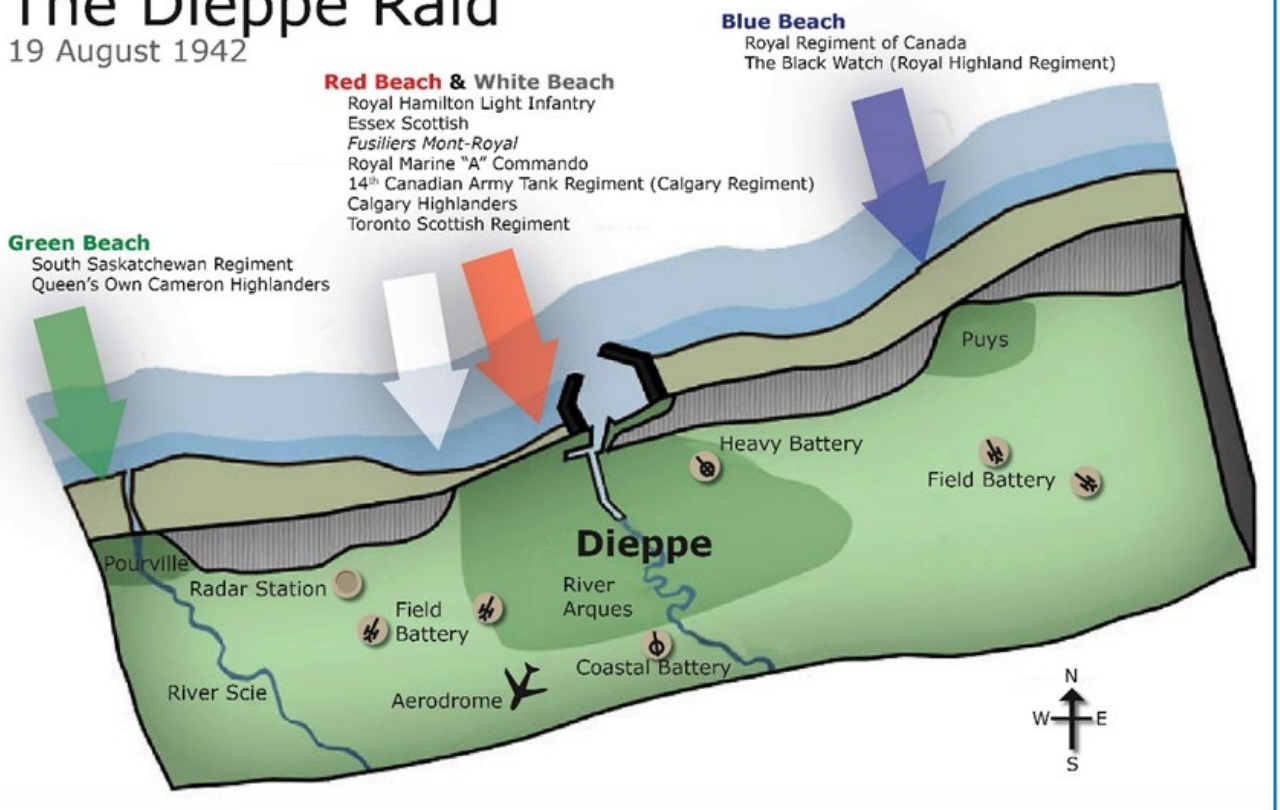 The Dieppe Raid
19 August 1942
Blue Beach
Royal Regiment of Canada
The Black Watch (Royal Highland Regiment)
Red Beach & White Beach
Royal Hamilton Light Infantry
Essex Scottish
Fusiliers Mont-Royal
Royal Marine “A” Commando
14th Canadian Army Tank Regiment (Calgary Regiment)
Calgary Highlanders
Toronto Scottish Regiment
Green Beach
South Saskatchewan Regiment
Queen’s Own Cameron Highlanders
Puys
Heavy Battery
Field Battery
Dieppe
Pourville
Radar Station
River
Arques
Field
Battery
Coastal Battery
River Scie
Aerodrome
N
W E
S